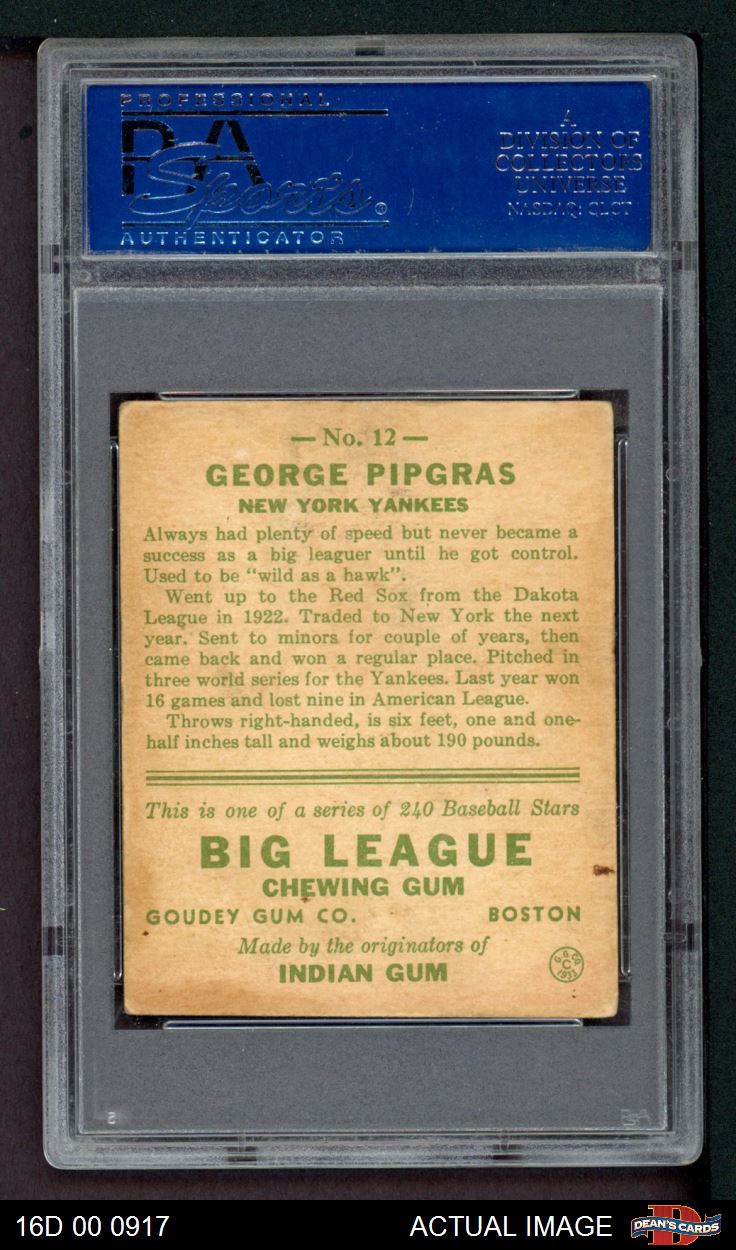 PROFESSIONAL
PSA
Sports®
AUTHENTICATOR
A
DIVISION OF
COLLECTORS
UNIVERSE
NASDAQ: CLCT
— No. 12 —
GEORGE PIPGRAS
NEW YORK YANKEES
Always had plenty of speed but never became a
success as a big leaguer until he got control.
Used to be “wild as a hawk”.
Went up to the Red Sox from the Dakota
League in 1922. Traded to New York the next
year. Sent to minors for couple of years, then
came back and won a regular place. Pitched in
three world series for the Yankees. Last year won
16 games and lost nine in American League.
Throws right-handed, is six feet, one and one-
half inches tall and weighs about 190 pounds.
This is one of a series of 240 Baseball Stars
BIG LEAGUE
CHEWING GUM
GOUDEY GUM CO. BOSTON
Made by the originators of
INDIAN GUM
G.G.CO.
C
1933
PSA
16D 00 0917 ACTUAL IMAGE
DEAN'S CARDS